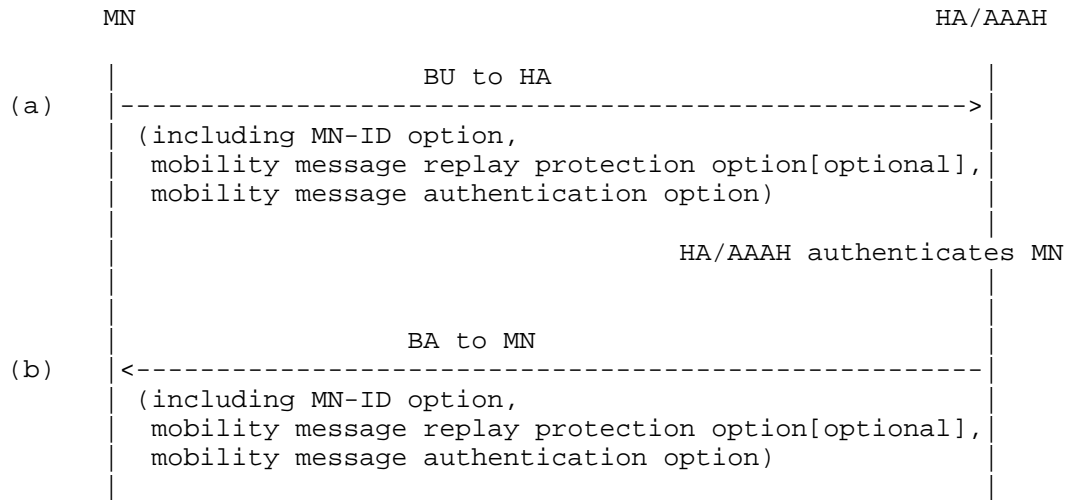 MN HA/AAAH
BU to HA
(a) |----------------------------------------------------->|
(including MN-ID option,
mobility message replay protection option[optional],
mobility message authentication option)
HA/AAAH authenticates MN
BA to MN
(b) |<-----------------------------------------------------|
(including MN-ID option,
mobility message replay protection option[optional],
mobility message authentication option)